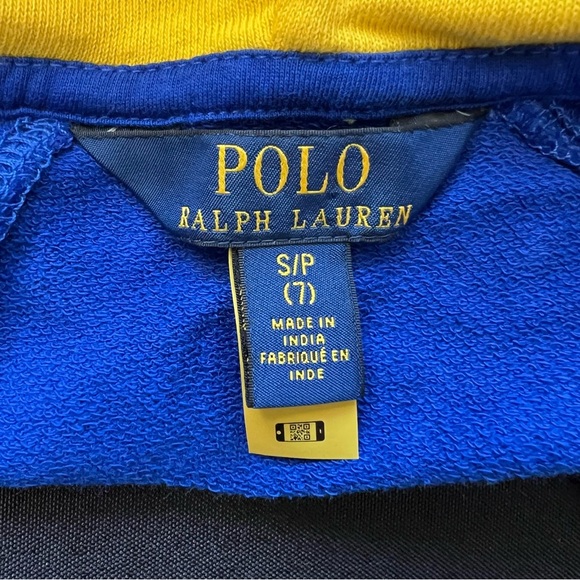 POLO
RALPH LAUREN
S/P
(7)
MADE IN
INDIA
FABRIQUÉ EN
INDE